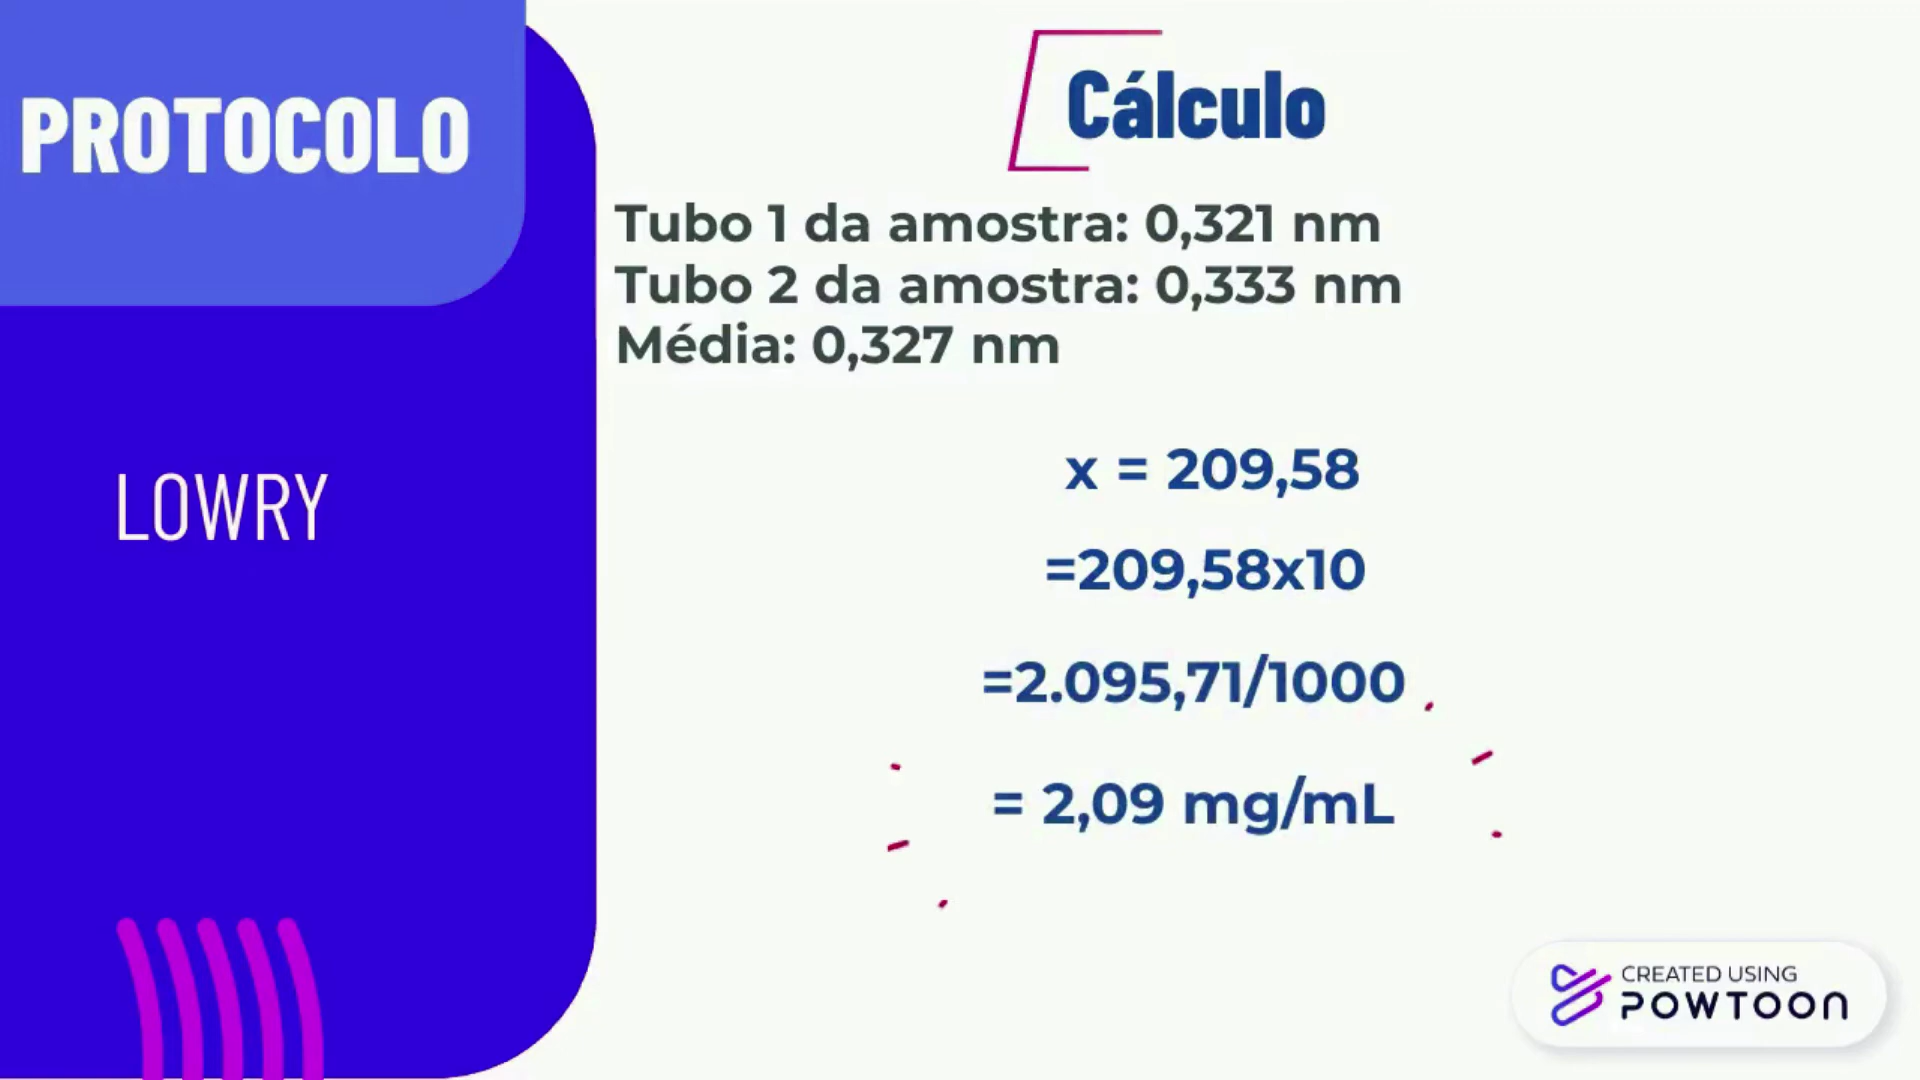 PROTOCOLO
LOWRY
Cálculo
Tubo 1 da amostra: 0,321 nm
Tubo 2 da amostra: 0,333 nm
Média: 0,327 nm
x = 209,58
=209,58x10
=2.095,71/1000
= 2,09 mg/mL
CREATED USING
POWTOON